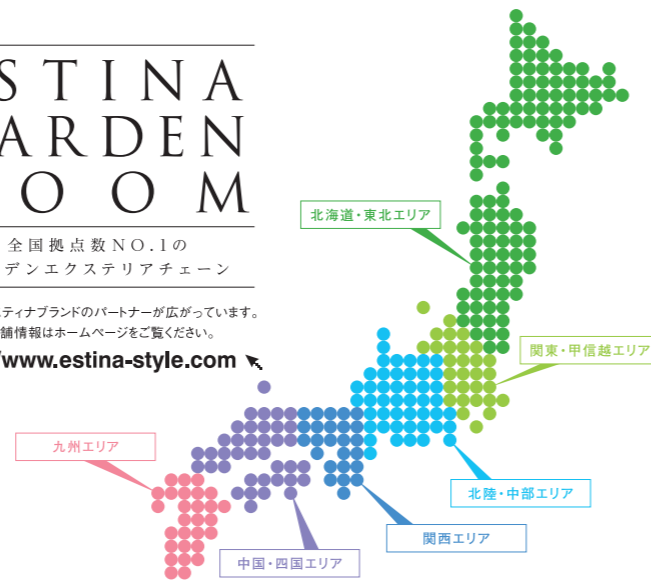 STINA
ARDEN
OOM
全国拠点数NO.1の
デンエクステリアチェーン
ティナブランドのパートナーが広がっています。
舗情報はホームページをご覧ください。
/www.estina-style.com
北海道・東北エリア
関東・甲信越エリア
九州エリア
北陸・中部エリア
関西エリア
中国・四国エリア